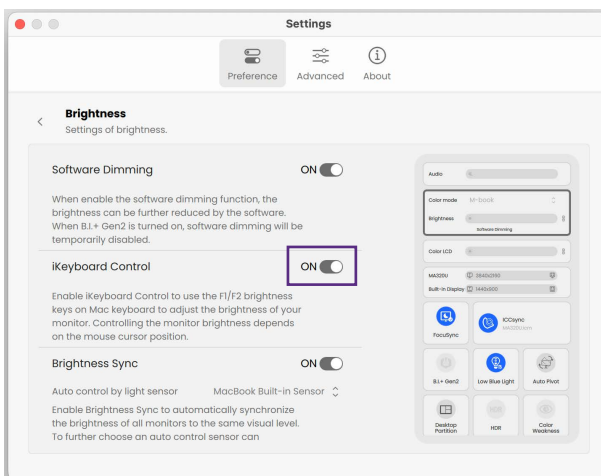 Settings
Preference Advanced About
Brightness
Settings of brightness.
Software Dimming ON
When enable the software dimming function, the
brightness can be further reduced by the software.
When B.I.+ Gen2 is turned on, software dimming will be
temporarily disabled.
iKeyboard Control ON
Enable iKeyboard Control to use the F1/F2 brightness
keys on Mac keyboard to adjust the brightness of your
monitor. Controlling the monitor brightness depends
on the mouse cursor position.
Brightness Sync ON
Auto control by light sensor MacBook Built-in Sensor
Enable Brightness Sync to automatically synchronize
the brightness of all monitors to the same visual level.
To further choose an auto control sensor can
Audio
Color mode M-book
Brightness
Software Dimming
Color LCD
MA320U 3840x2160
Built-in Display 1440x900
FocuSync
ICCsync
B.I.+ Gen2 Low Blue Light Auto Pivot
Desktop
Partition
HDR
Color
Weakness